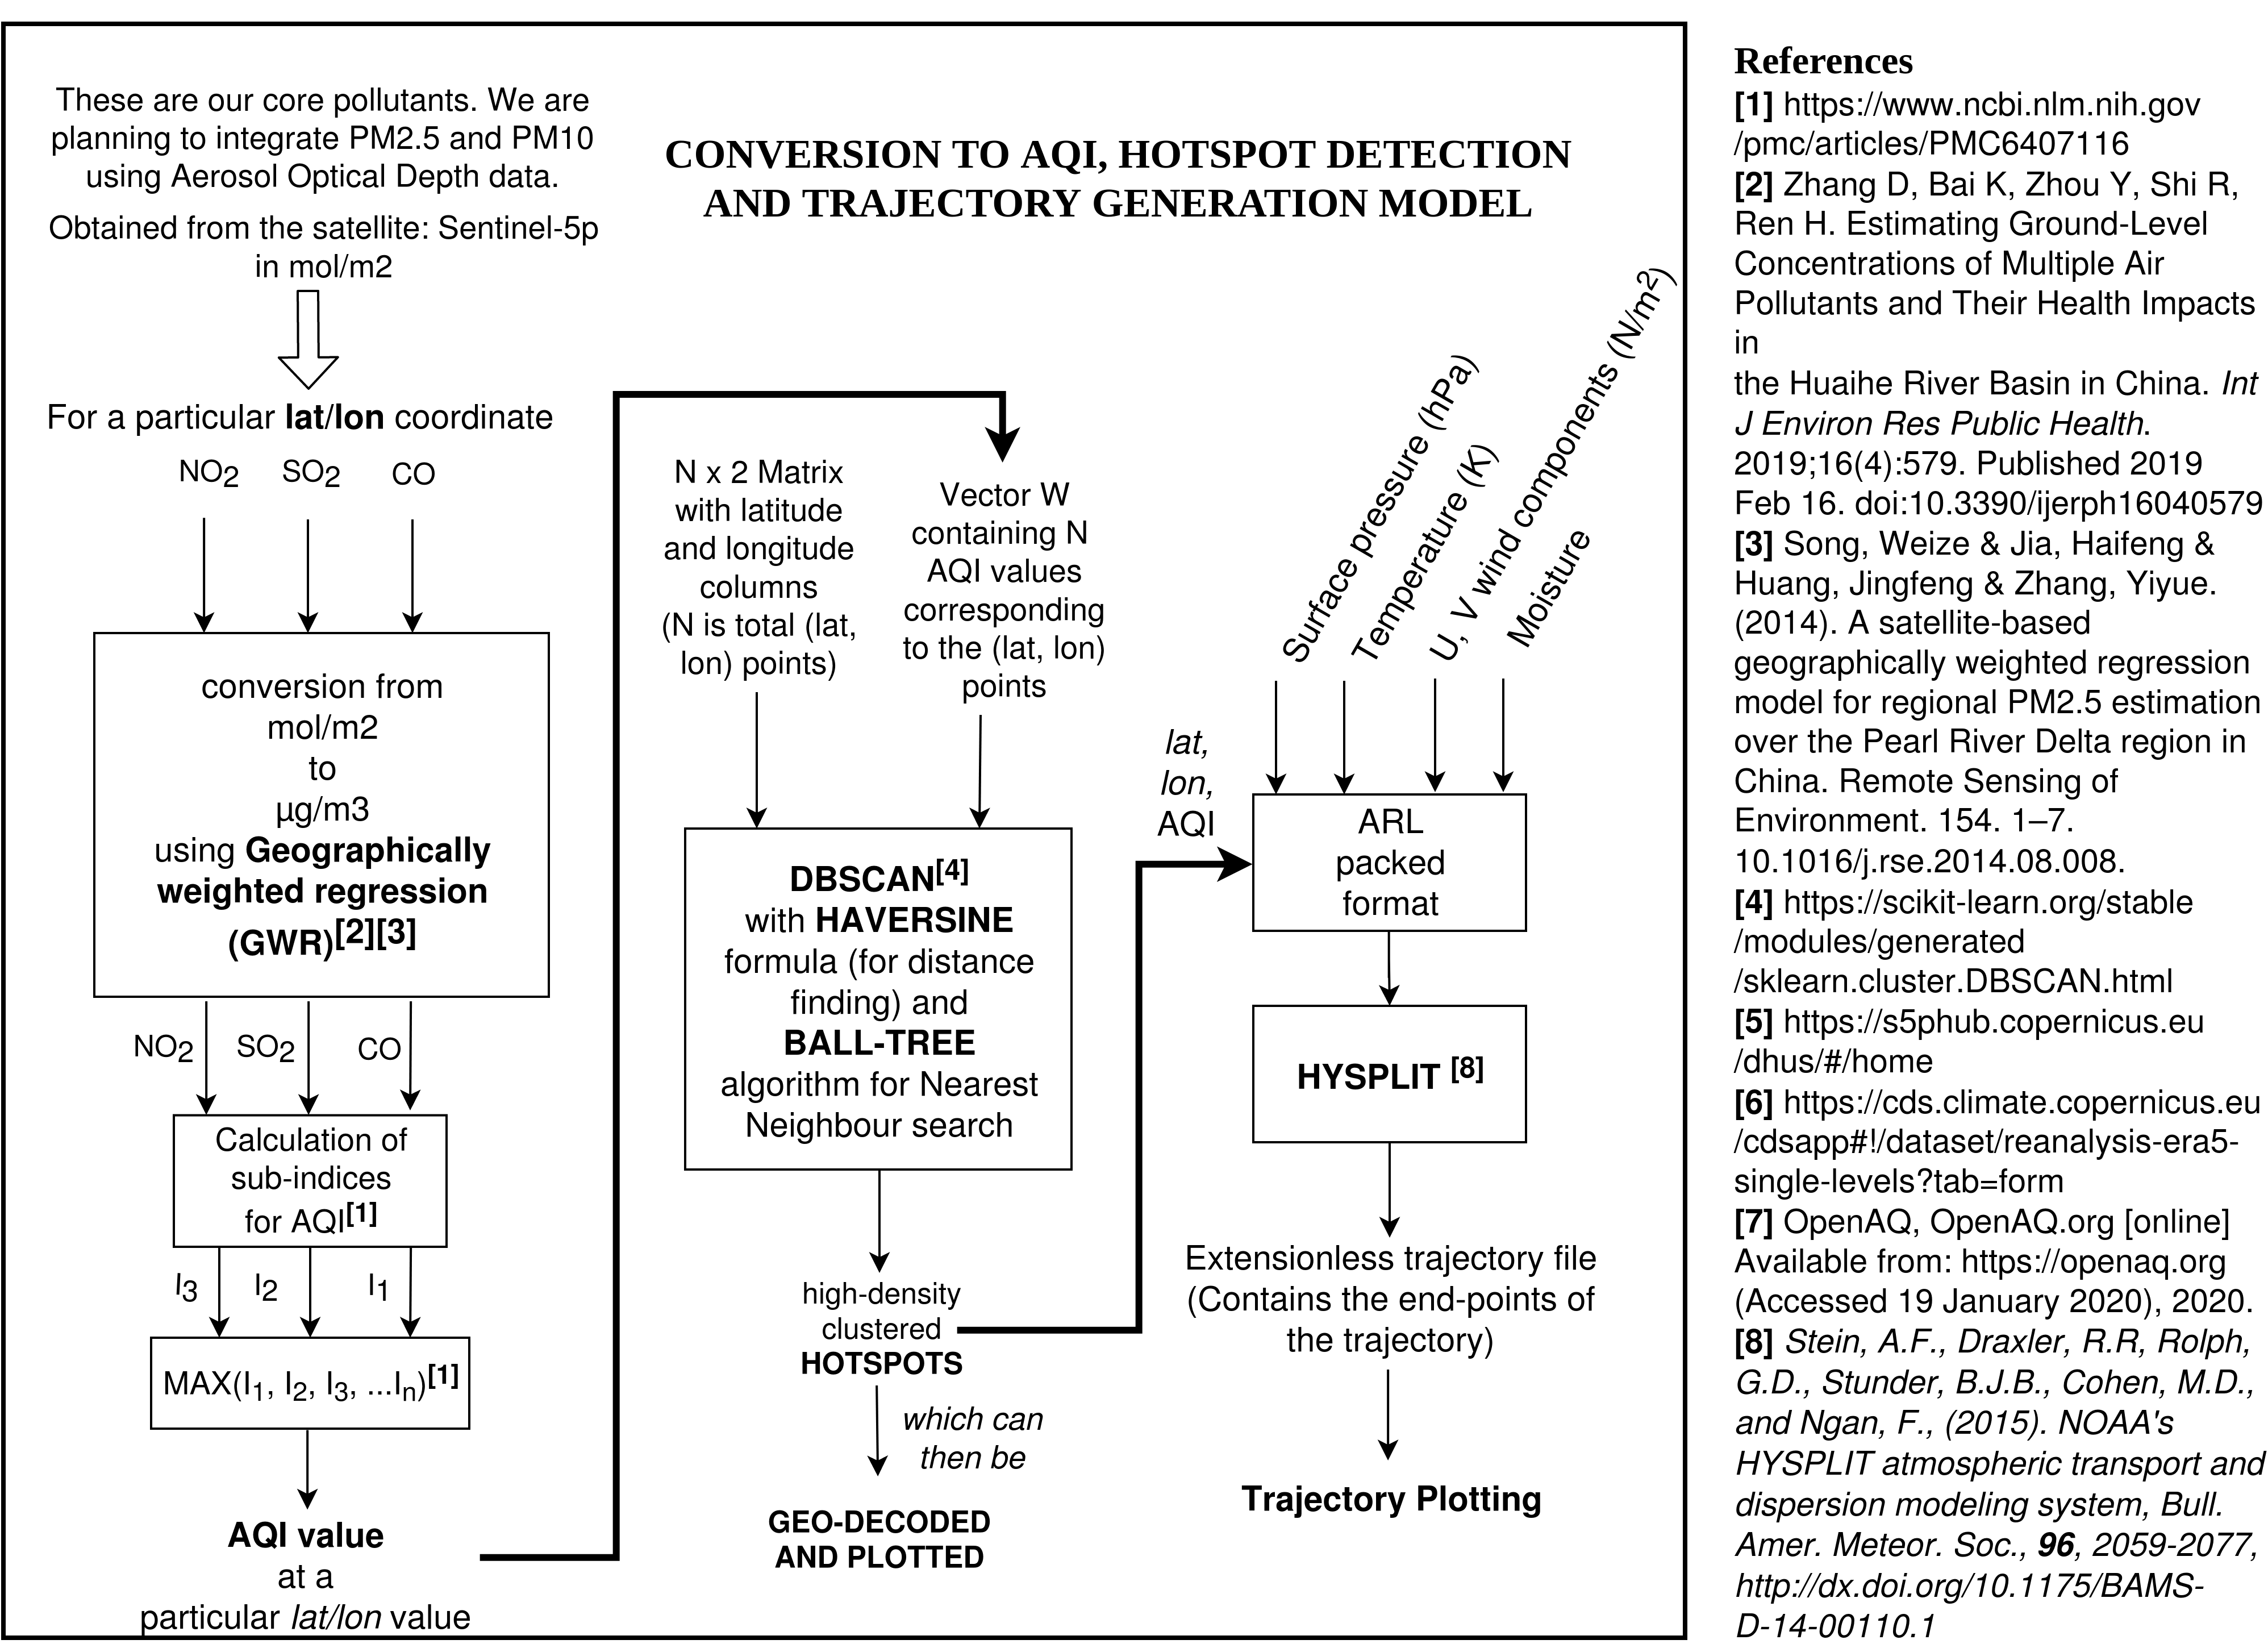 These are our core pollutants. We are
planning to integrate PM2.5 and PM10
using Aerosol Optical Depth data.
Obtained from the satellite: Sentinel-5p
in mol/m2
For a particular lat/lon coordinate
NO2 SO2 CO
conversion from
mol/m2
to
µg/m3
using Geographically
weighted regression
(GWR)[2][3]
NO2 SO2 CO
Calculation of
sub-indices
for AQI[1]
I3 I2 I1
MAX(I1, I2, I3, ...In)[1]
AQI value
at a
particular lat/lon value
CONVERSION TO AQI, HOTSPOT DETECTION
AND TRAJECTORY GENERATION MODEL
N x 2 Matrix
with latitude
and longitude
columns
(N is total (lat,
lon) points)
Vector W
containing N
AQI values
corresponding
to the (lat, lon)
points
DBSCAN[4]
with HAVERSINE
formula (for distance
finding) and
BALL-TREE
algorithm for Nearest
Neighbour search
high-density
clustered
HOTSPOTS
which can
then be
GEO-DECODED
AND PLOTTED
Surface pressure (hPa)
Temperature (K)
U, V wind components (N/m2)
Moisture
lat,
lon,
AQI
ARL
packed
format
HYSPLIT [8]
Extensionless trajectory file
(Contains the end-points of
the trajectory)
Trajectory Plotting
References
[1] https://www.ncbi.nlm.nih.gov
/pmc/articles/PMC6407116
[2] Zhang D, Bai K, Zhou Y, Shi R,
Ren H. Estimating Ground-Level
Concentrations of Multiple Air
Pollutants and Their Health Impacts
in
the Huaihe River Basin in China. Int
J Environ Res Public Health.
2019;16(4):579. Published 2019
Feb 16. doi:10.3390/ijerph16040579
[3] Song, Weize & Jia, Haifeng &
Huang, Jingfeng & Zhang, Yiyue.
(2014). A satellite-based
geographically weighted regression
model for regional PM2.5 estimation
over the Pearl River Delta region in
China. Remote Sensing of
Environment. 154. 1–7.
10.1016/j.rse.2014.08.008.
[4] https://scikit-learn.org/stable
/modules/generated
/sklearn.cluster.DBSCAN.html
[5] https://s5phub.copernicus.eu
/dhus/#/home
[6] https://cds.climate.copernicus.eu
/cdsapp#!/dataset/reanalysis-era5-
single-levels?tab=form
[7] OpenAQ, OpenAQ.org [online]
Available from: https://openaq.org
(Accessed 19 January 2020), 2020.
[8] Stein, A.F., Draxler, R.R, Rolph,
G.D., Stunder, B.J.B., Cohen, M.D.,
and Ngan, F., (2015). NOAA's
HYSPLIT atmospheric transport and
dispersion modeling system, Bull.
Amer. Meteor. Soc., 96, 2059-2077,
http://dx.doi.org/10.1175/BAMS-
D-14-00110.1